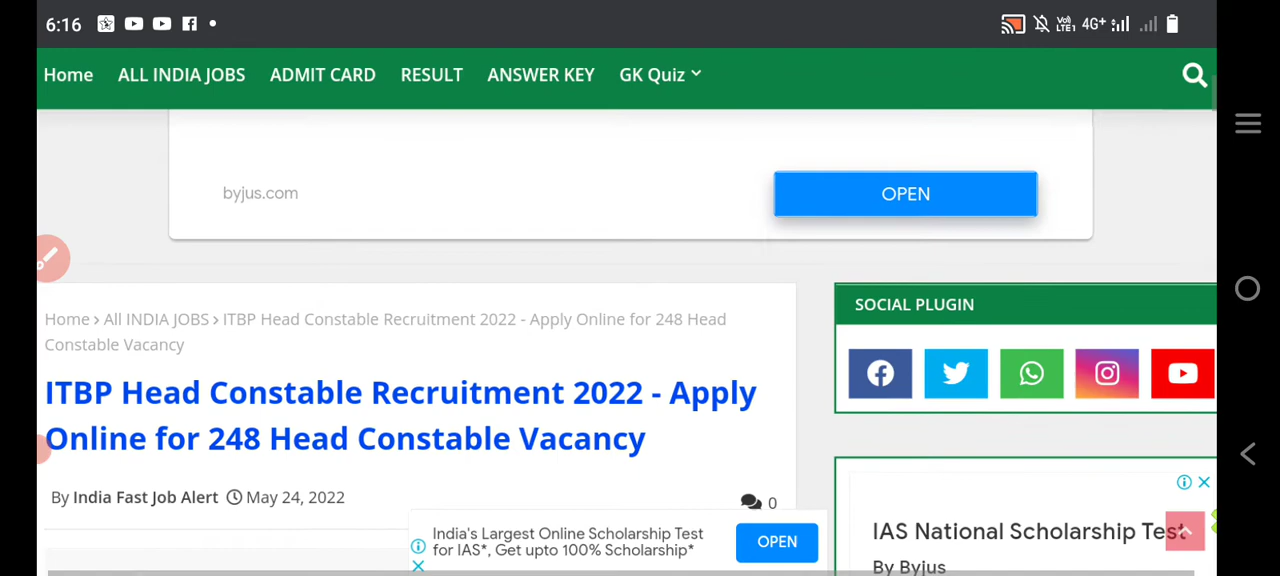 6:16
VoI LTE1 4G+
Home ALL INDIA JOBS ADMIT CARD RESULT ANSWER KEY GK Quiz
byjus.com OPEN
Home › All INDIA JOBS › ITBP Head Constable Recruitment 2022 - Apply Online for 248 Head
Constable Vacancy
ITBP Head Constable Recruitment 2022 - Apply
Online for 248 Head Constable Vacancy
By India Fast Job Alert May 24, 2022
0
SOCIAL PLUGIN
IAS National Scholarship Test
By Byjus
India's Largest Online Scholarship Test
for IAS*, Get upto 100% Scholarship*
OPEN